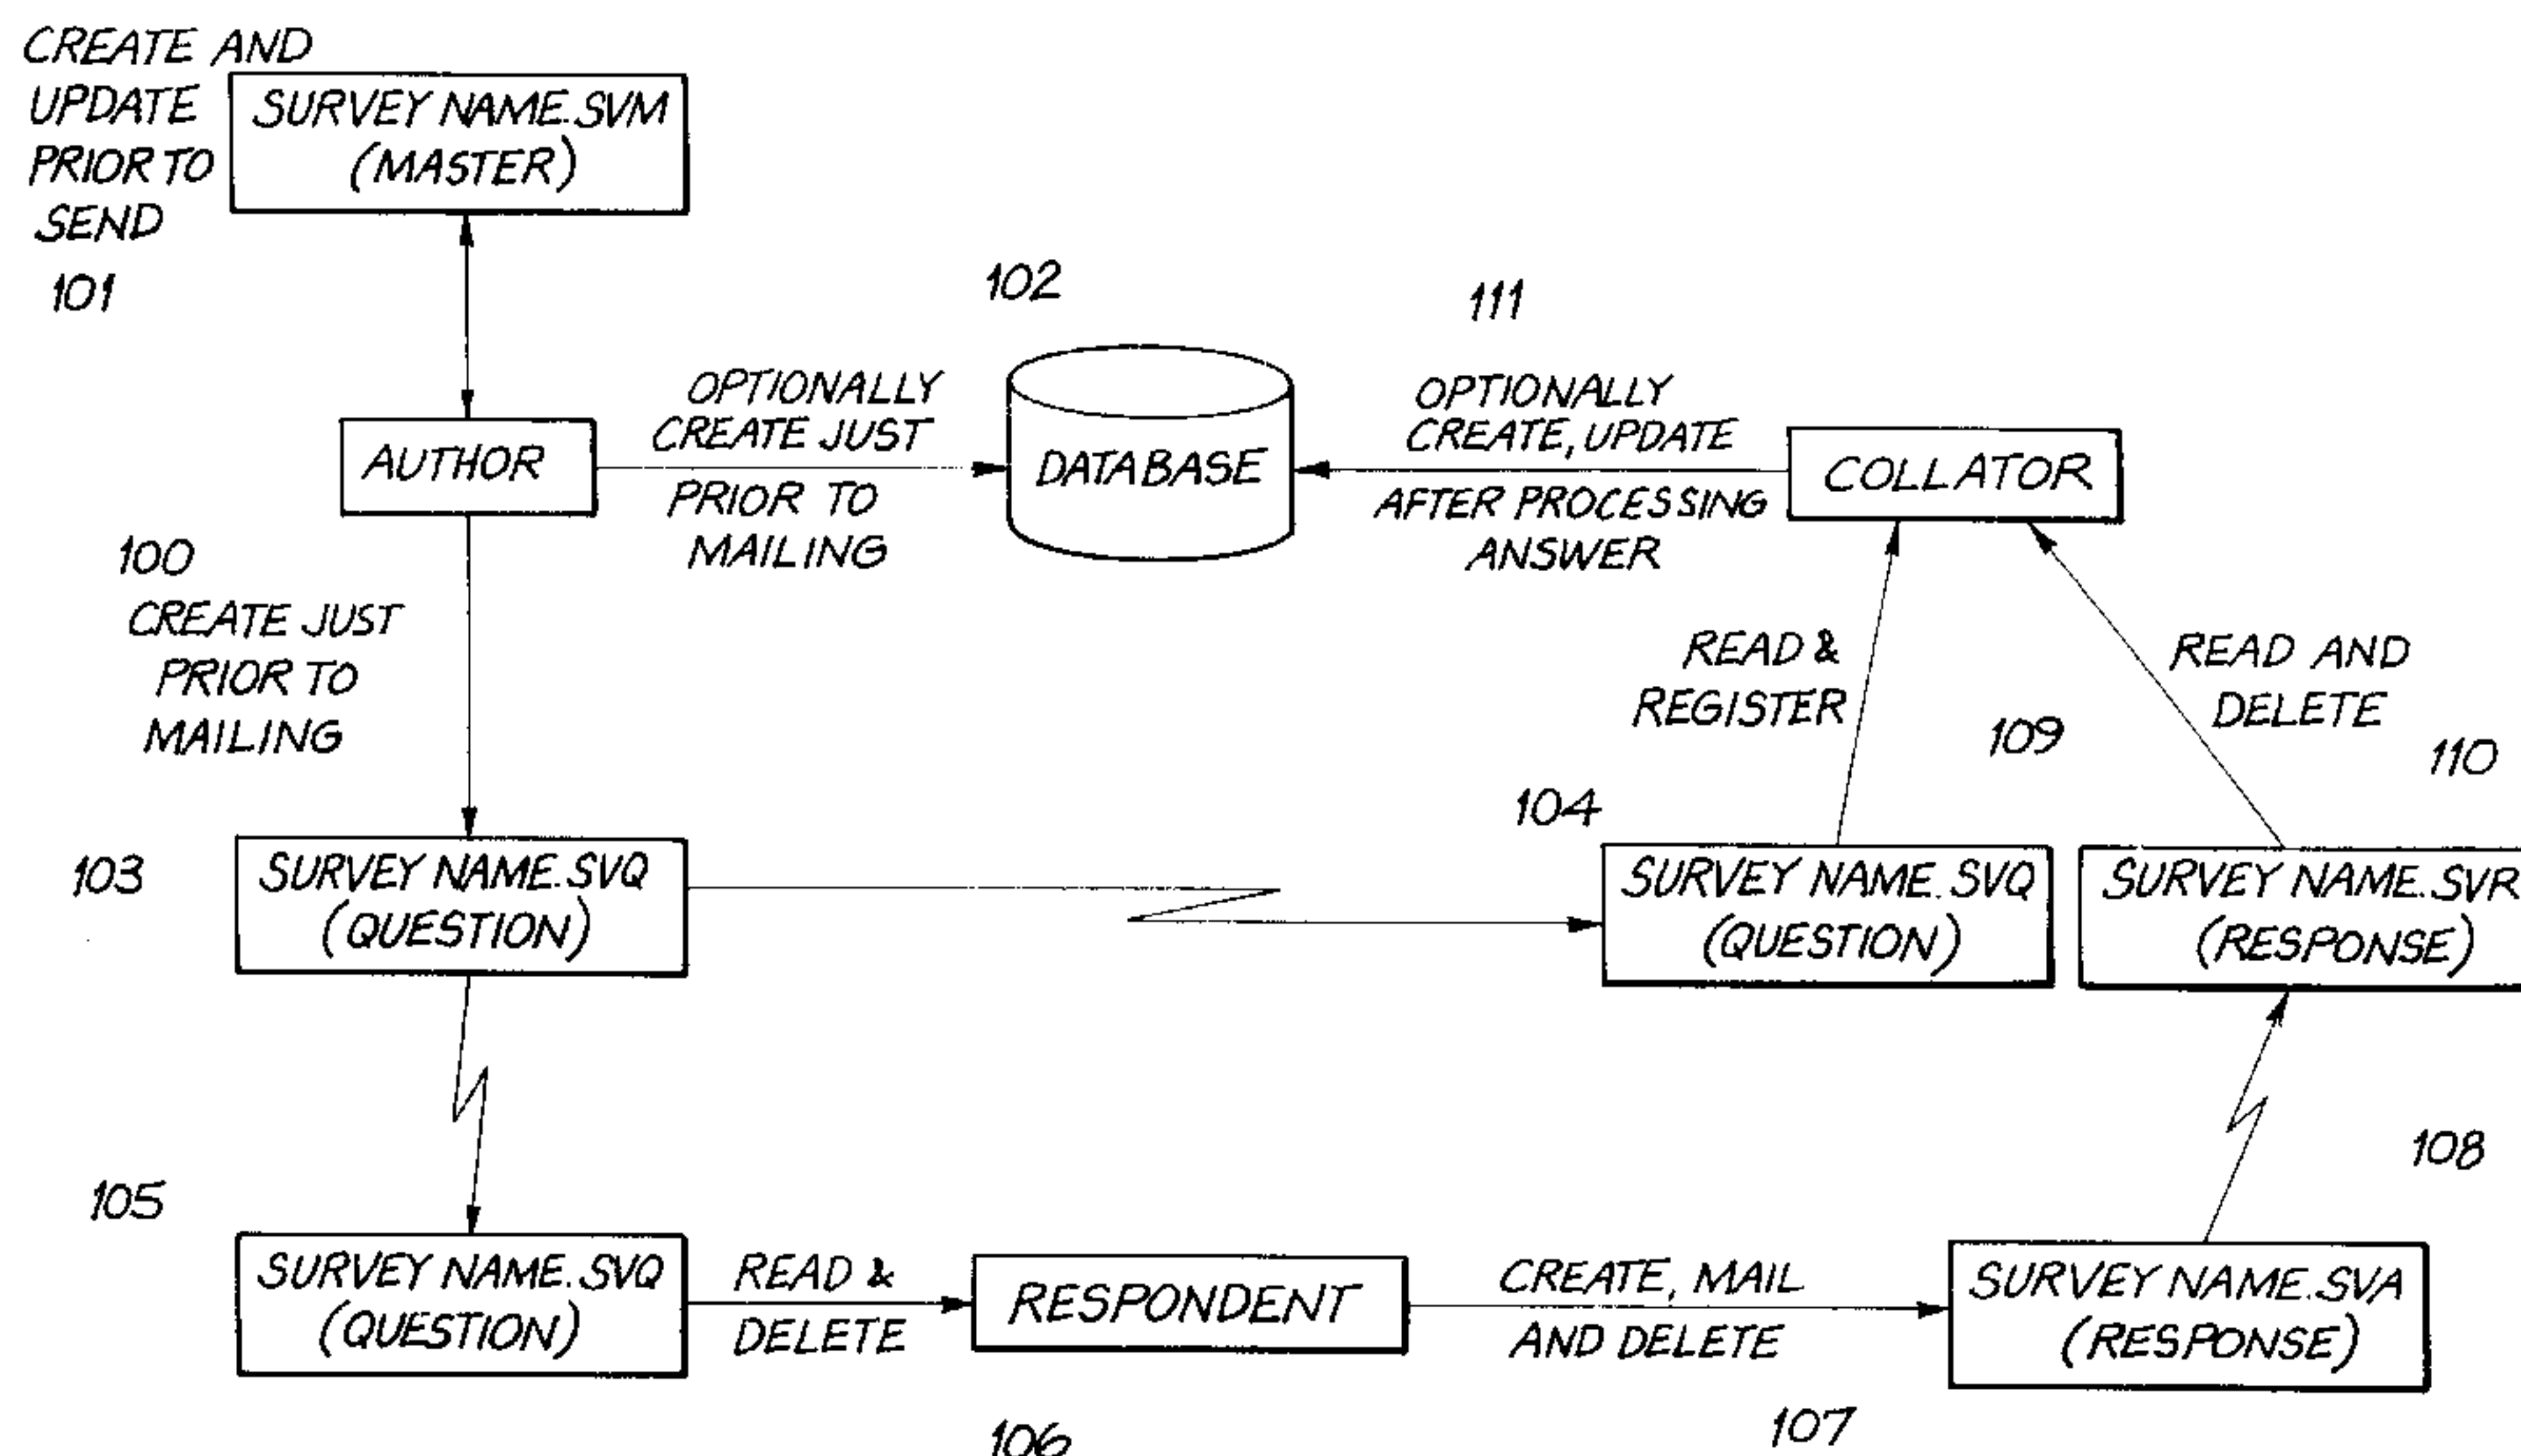 CREATE AND
UPDATE
PRIOR TO
SEND
101
SURVEY NAME.SVM
(MASTER)
102
111
AUTHOR
OPTIONALLY
CREATE JUST
PRIOR TO
MAILING
DATABASE
OPTIONALLY
CREATE, UPDATE
AFTER PROCESSING
ANSWER
COLLATOR
100
CREATE JUST
PRIOR TO
MAILING
READ &
REGISTER
109
READ AND
DELETE
110
103
SURVEY NAME.SVQ
(QUESTION)
104
SURVEY NAME.SVQ
(QUESTION)
SURVEY NAME.SVR
(RESPONSE)
105
108
SURVEY NAME.SVQ
(QUESTION)
READ &
DELETE
RESPONDENT
CREATE, MAIL
AND DELETE
SURVEY NAME.SVA
(RESPONSE)
106
107